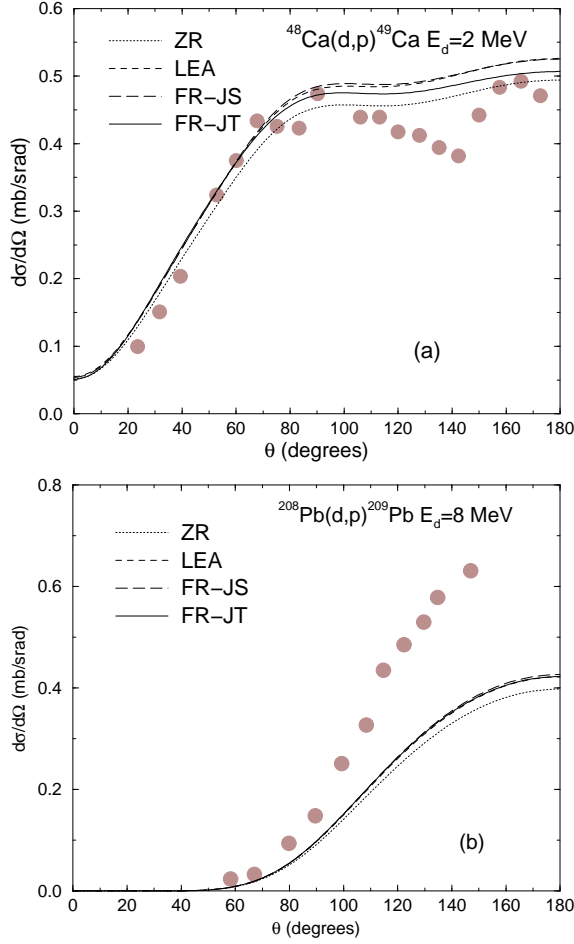 (a)
0.6
⁴⁸Ca(d,p)⁴⁹Ca E_d=2 MeV
ZR
LEA
FR−JS
FR−JT
0.5
0.4
0.3
0.2
0.1
0.0
dσ/dΩ (mb/srad)
(a)
0 20 40 60 80 100 120 140 160 180
θ (degrees)
0.8
²⁰⁸Pb(d,p)²⁰⁹Pb E_d=8 MeV
ZR
LEA
FR−JS
FR−JT
0.6
0.4
0.2
0.0
dσ/dΩ (mb/srad)
(b)
0 20 40 60 80 100 120 140 160 180
θ (degrees)